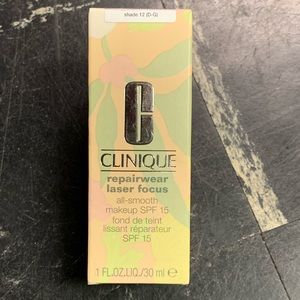 shade 12 (D-G)
CLINIQUE
repairwear
laser focus
all-smooth
makeup SPF 15
fond de teint
lissant réparateur
SPF 15
1 FL.OZ.LIQ./30 ml e